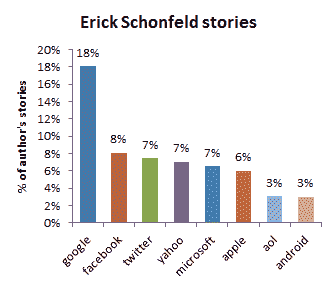 Erick Schonfeld stories
% of author's stories
20%
18%
16%
14%
12%
10%
8%
6%
4%
2%
0%
18%
8%
7%
7%
7%
6%
3%
3%
google
facebook
twitter
yahoo
microsoft
apple
aol
android